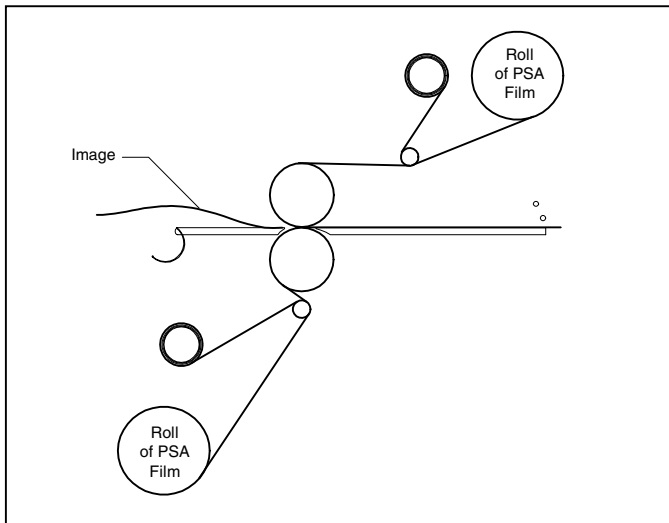 Roll
of PSA
Film
Image
Roll
of PSA
Film